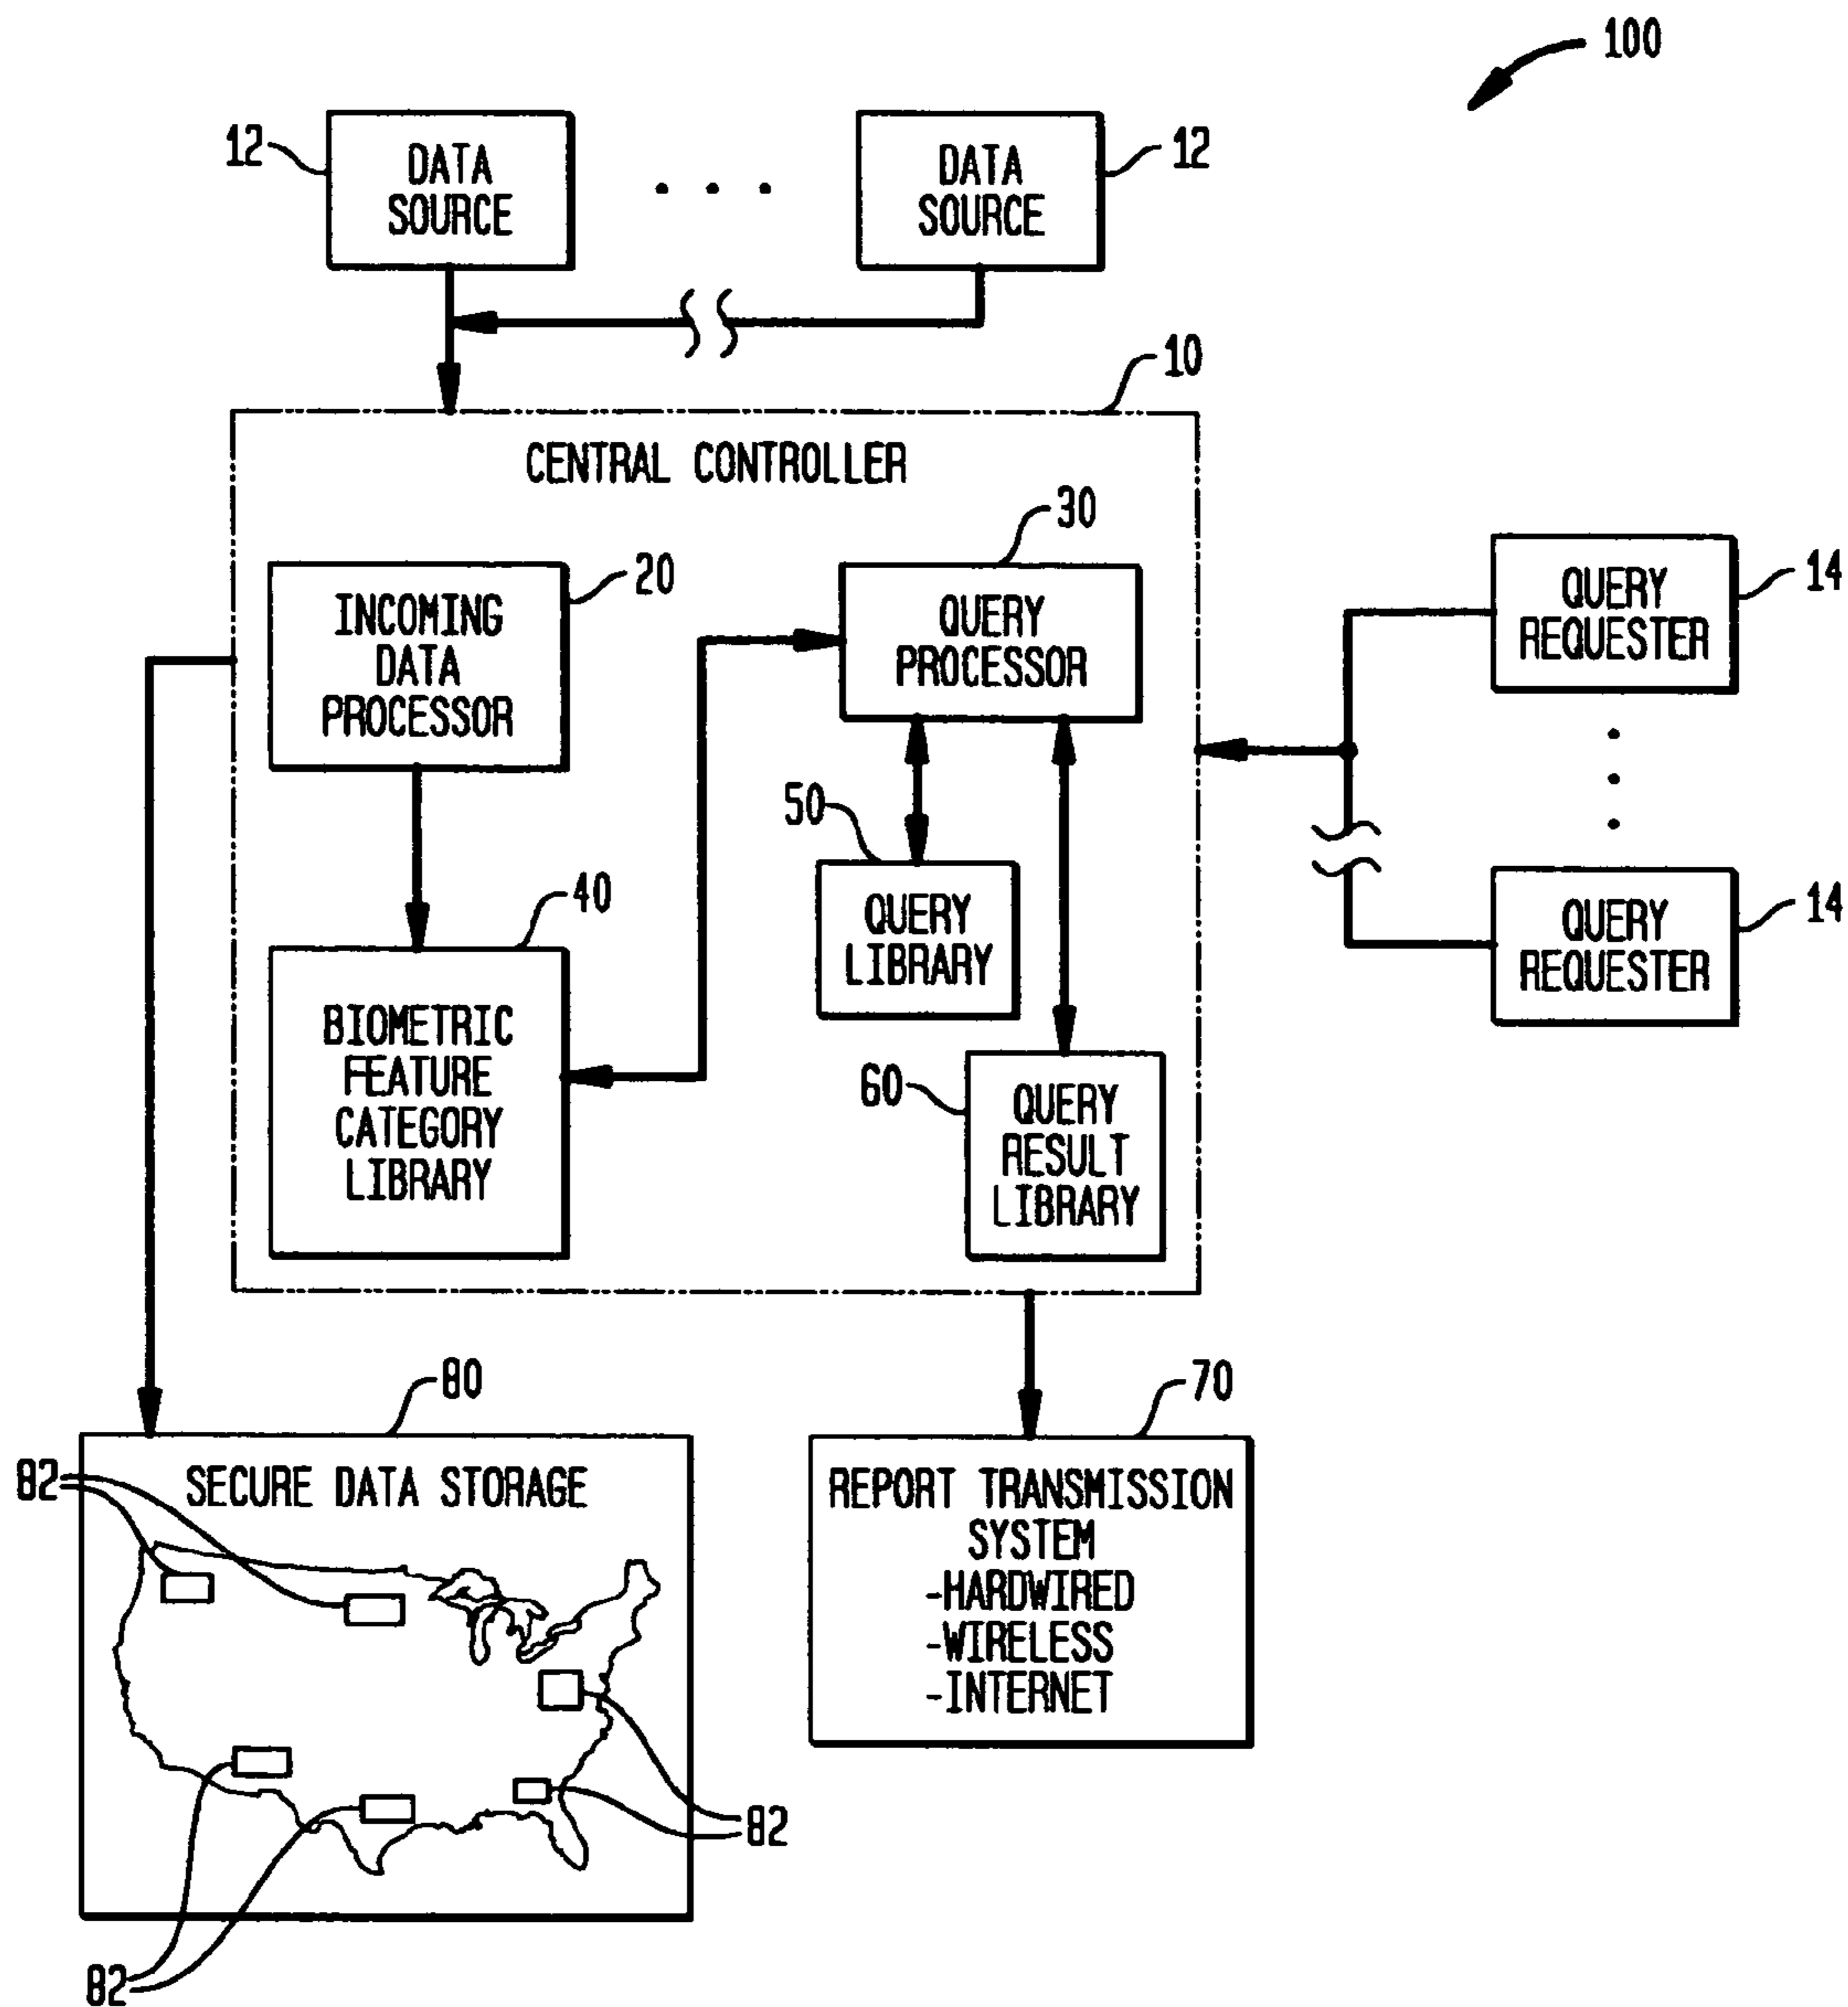 100
12
DATA
SOURCE
. . .
DATA
SOURCE
12
10
CENTRAL CONTROLLER
20
INCOMING
DATA
PROCESSOR
30
QUERY
PROCESSOR
14
QUERY
REQUESTER
50
QUERY
LIBRARY
40
BIOMETRIC
FEATURE
CATEGORY
LIBRARY
60
QUERY
RESULT
LIBRARY
14
QUERY
REQUESTER
80
SECURE DATA STORAGE
82
82
82
70
REPORT TRANSMISSION
SYSTEM
-HARDWIRED
-WIRELESS
-INTERNET